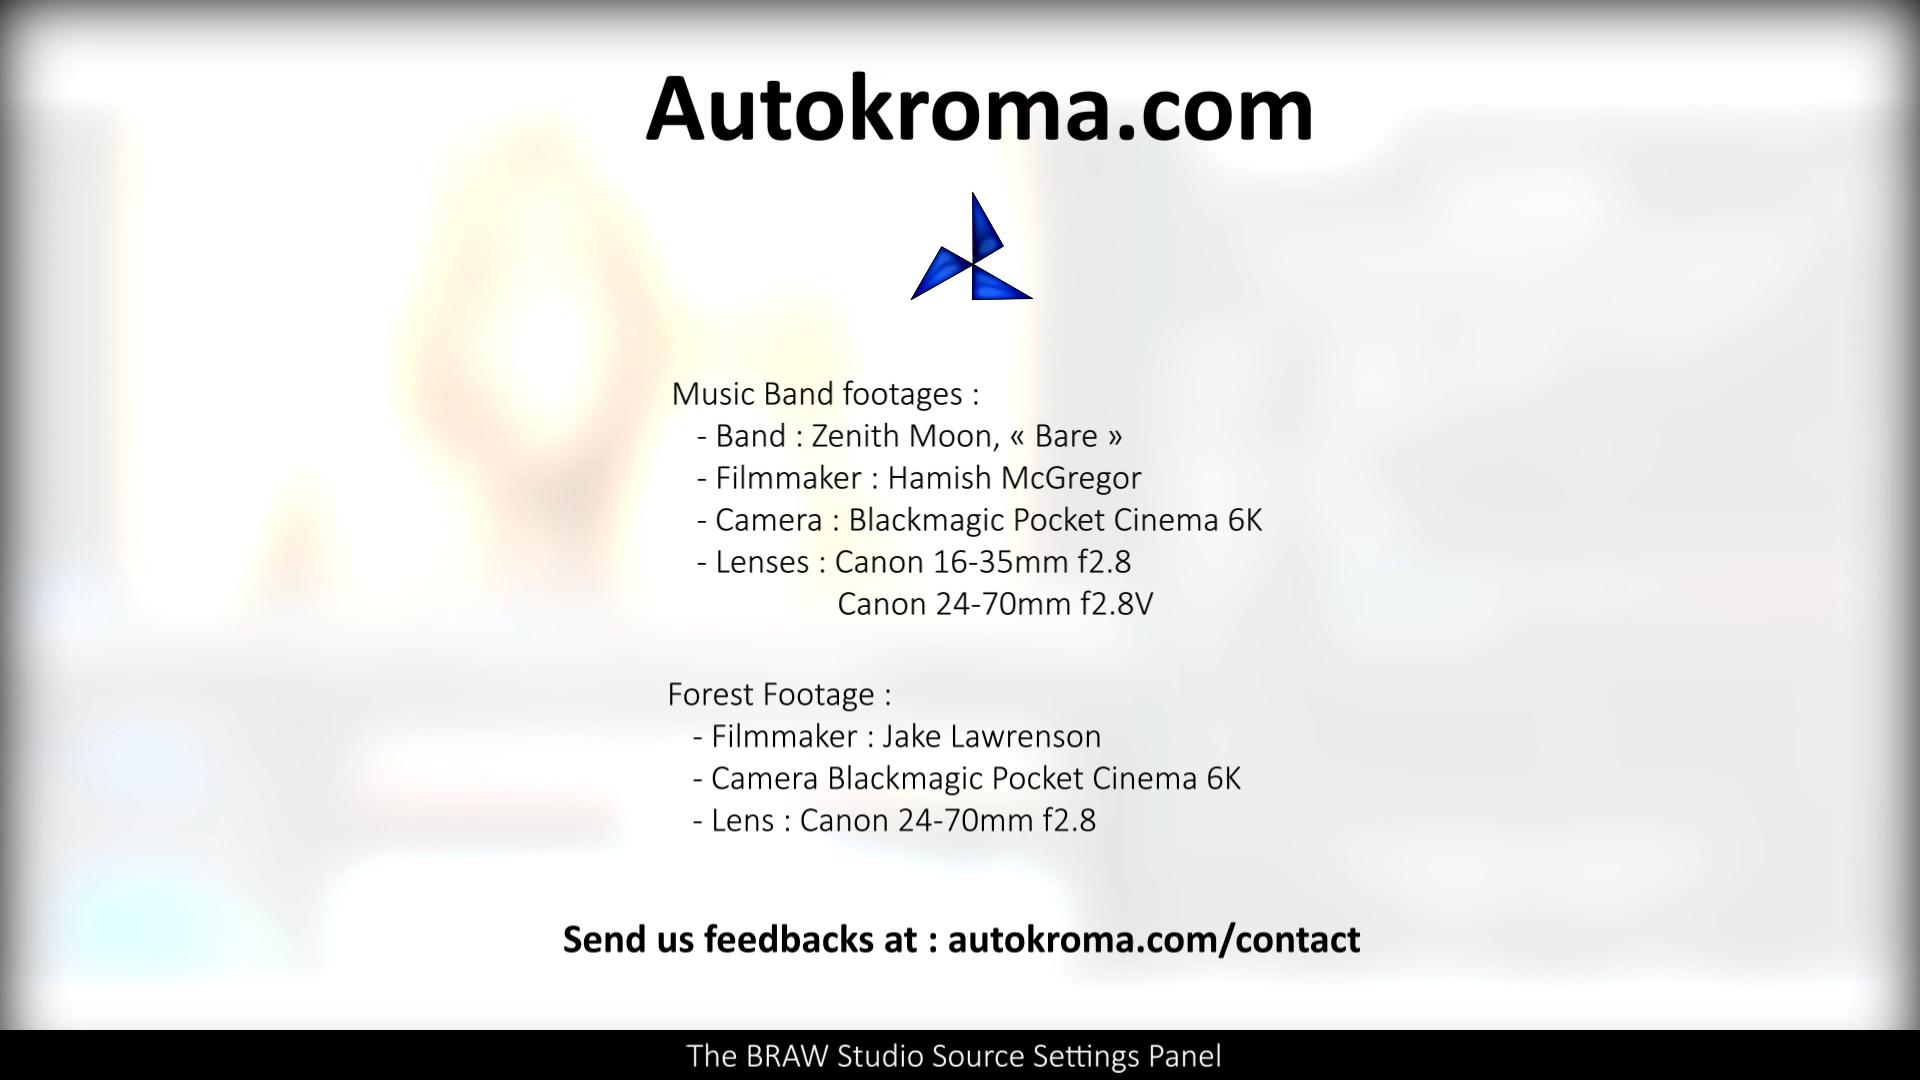 Autokroma.com
Music Band footages :
- Band : Zenith Moon, « Bare »
- Filmmaker : Hamish McGregor
- Camera : Blackmagic Pocket Cinema 6K
- Lenses : Canon 16-35mm f2.8
Canon 24-70mm f2.8V
Forest Footage :
- Filmmaker : Jake Lawrenson
- Camera Blackmagic Pocket Cinema 6K
- Lens : Canon 24-70mm f2.8
Send us feedbacks at : autokroma.com/contact
The BRAW Studio Source Settings Panel